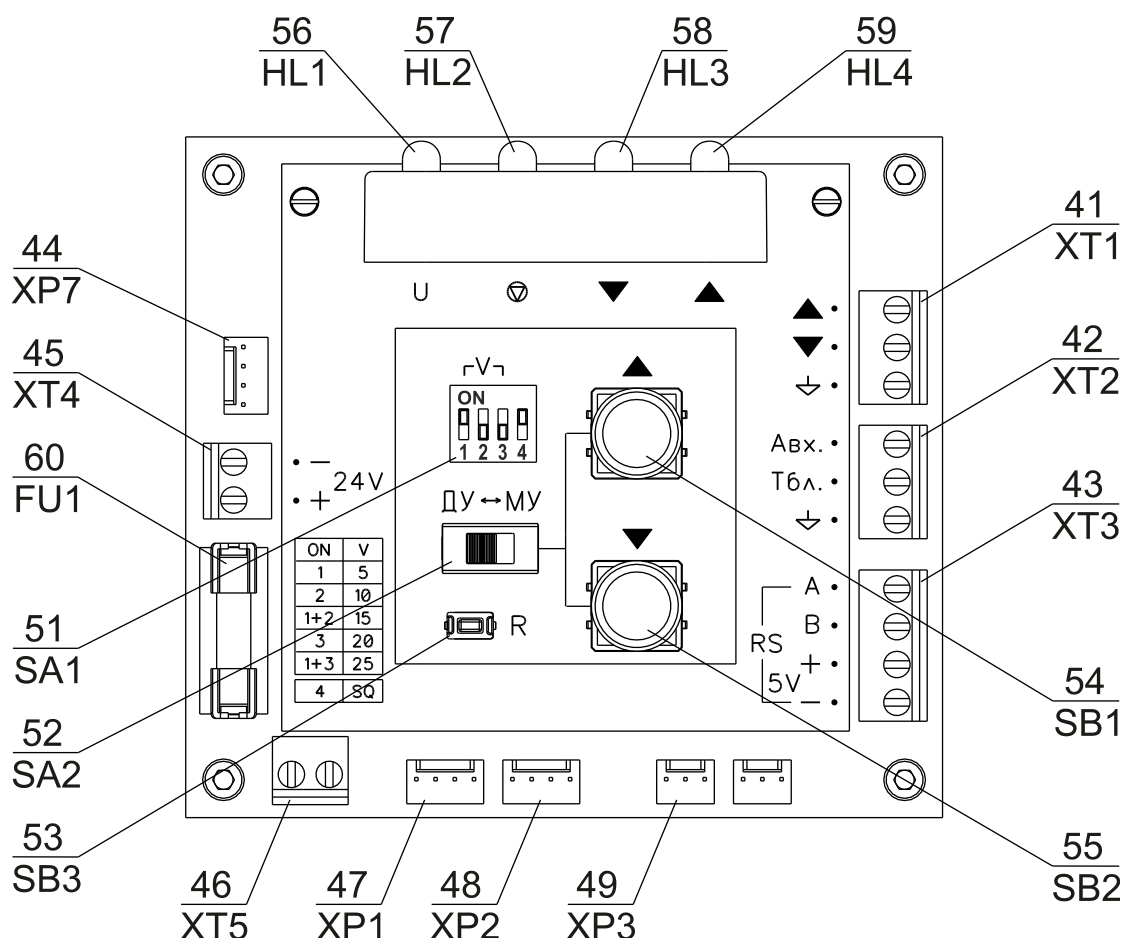 56
HL1
57
HL2
58
HL3
59
HL4
44
XP7
45
XT4
60
FU1
51
SA1
52
SA2
53
SB3
U
▼
▲
V
ON
1 2 3 4
ДУ ↔ МУ
R
▲
▼
− 
24V
+
ON V
1 5
2 10
1+2 15
3 20
1+3 25
4 SQ
▲
▼
Авх.
Тбл.
A
B
RS
+
5V
−
41
XT1
42
XT2
43
XT3
54
SB1
55
SB2
46
XT5
47
XP1
48
XP2
49
XP3